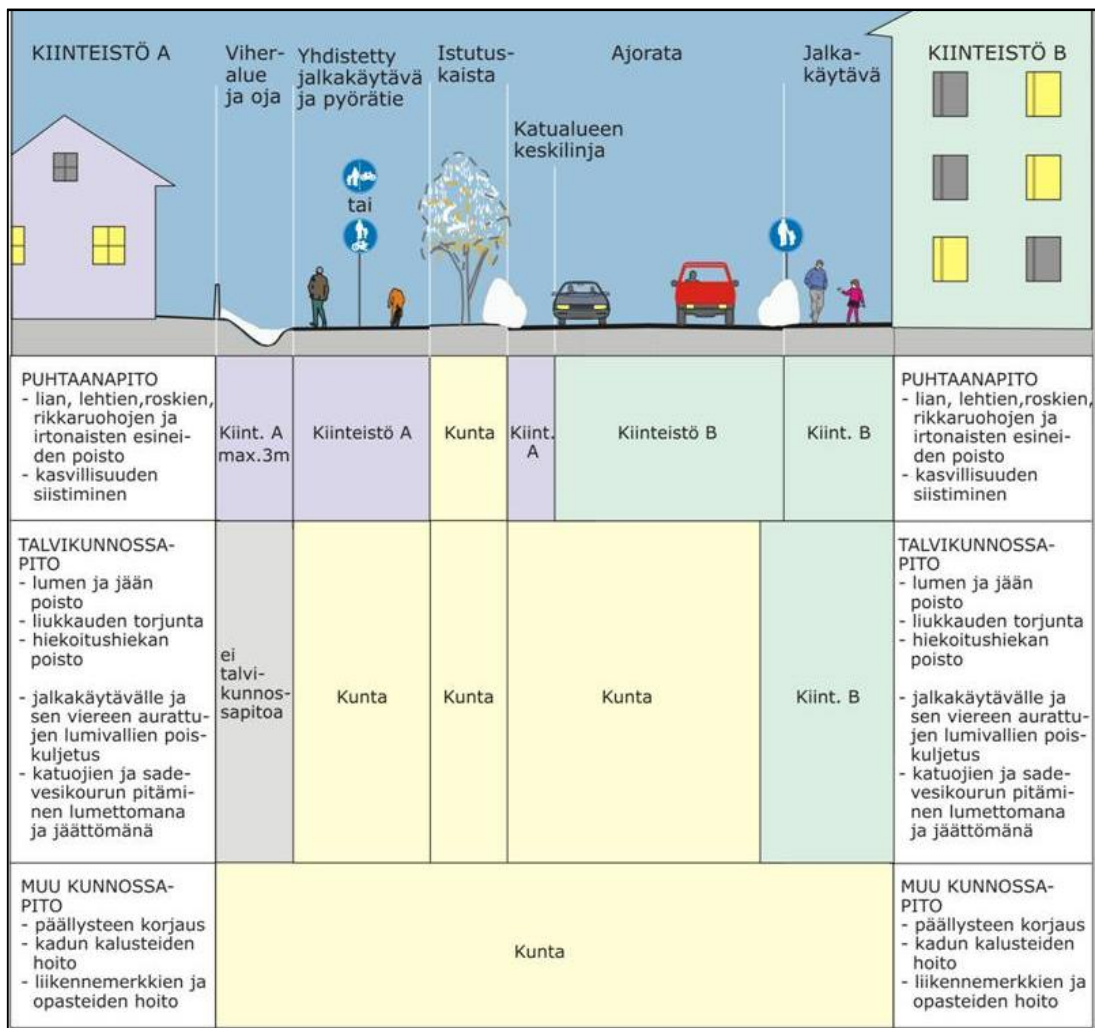 KIINTEISTÖ A
Viher-
alue
ja oja
Yhdistetty
jalkakäytävä
ja pyörätie
Istutus-
kaista
Ajorata
Jalka-
käytävä
KIINTEISTÖ B
Katualueen
keskilinja
tai
PUHTAANAPITO
- lian, lehtien,roskien,
rikkaruohojen ja
irtonaisten esinei-
den poisto
- kasvillisuuden
siistiminen
Kiint. A
max.3m
Kiinteistö A
Kunta
Kiint.
A
Kiinteistö B
Kiint. B
PUHTAANAPITO
- lian, lehtien,roskien,
rikkaruohojen ja
irtonaisten esinei-
den poisto
- kasvillisuuden
siistiminen
TALVIKUNNOSSA-
PITO
- lumen ja jään
poisto
- liukkauden torjunta
- hiekoitushiekan
poisto
- jalkakäytävälle ja
sen viereen aurattu-
jen lumivallien pois-
kuljetus
- katuojien ja sade-
vesikourun pitämi-
nen lumettomana
ja jäättömänä
ei
talvi-
kunnos-
sapitoa
Kunta
Kunta
Kunta
Kiint. B
TALVIKUNNOSSA-
PITO
- lumen ja jään
poisto
- liukkauden torjunta
- hiekoitushiekan
poisto
- jalkakäytävälle ja
sen viereen aurattu-
jen lumivallien pois-
kuljetus
- katuojien ja sade-
vesikourun pitämi-
nen lumettomana
ja jäättömänä
MUU KUNNOSSA-
PITO
- päällysteen korjaus
- kadun kalusteiden
hoito
- liikennemerkkien ja
opasteiden hoito
Kunta
MUU KUNNOSSA-
PITO
- päällysteen korjaus
- kadun kalusteiden
hoito
- liikennemerkkien ja
opasteiden hoito